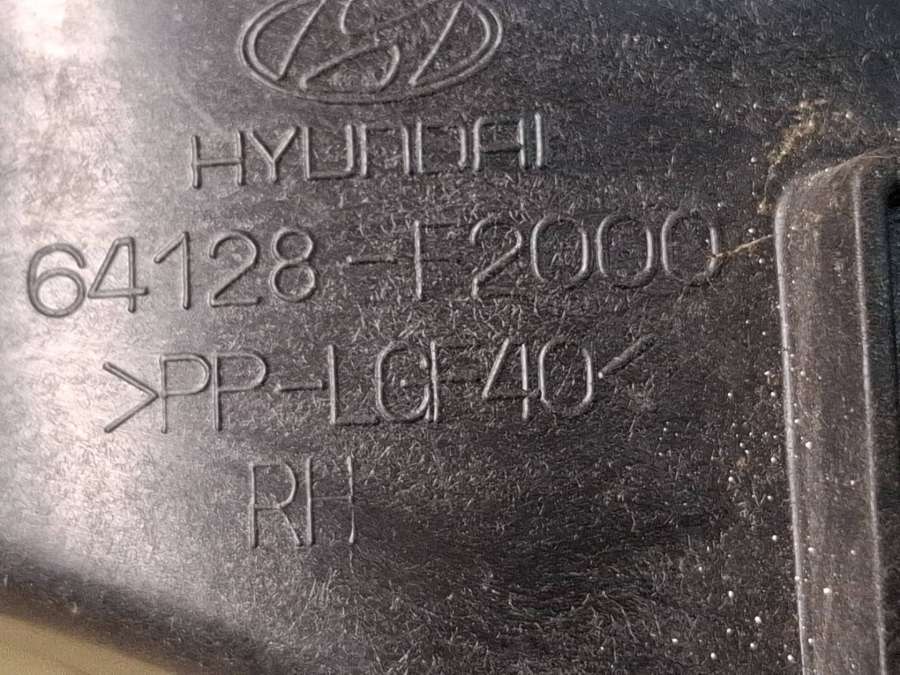 HYUNDAI
64128-F2000
>PP-LGF40<
RH